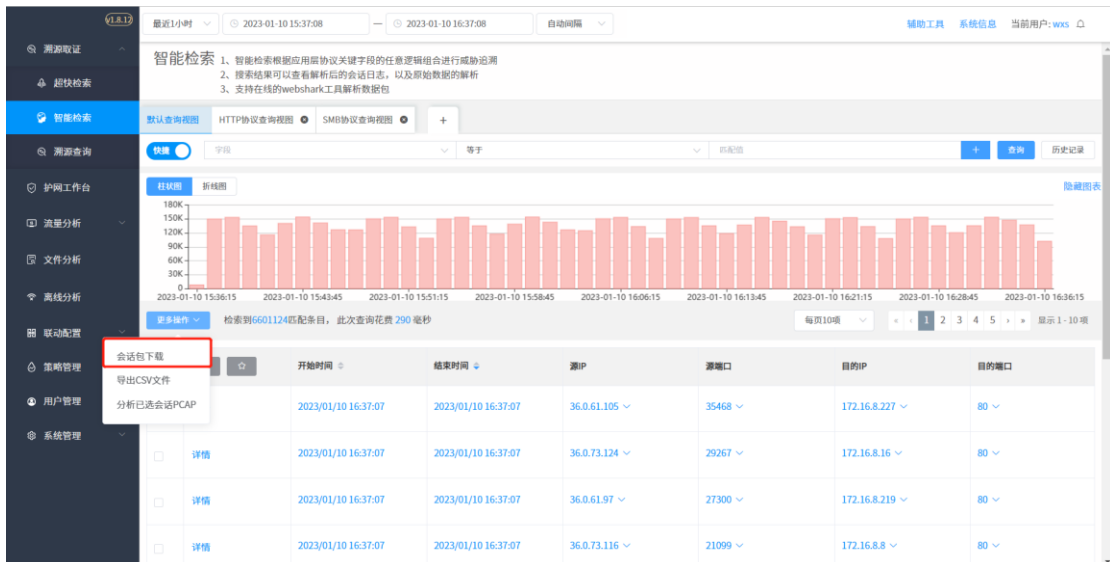 v1.8.12
最近1小时
2023-01-10 15:37:08 — 2023-01-10 16:37:08
自动间隔
辅助工具
系统信息
当前用户: wxs
溯源取证
超快检索
智能检索
溯源查询
护网工作台
流量分析
文件分析
离线分析
联动配置
策略管理
用户管理
系统管理
智能检索
1、智能检索根据应用层协议关键字段的任意逻辑组合进行威胁追溯
2、搜索结果可以查看解析后的会话日志，以及原始数据的解析
3、支持在线的webshark工具解析数据包
默认查询视图
HTTP协议查询视图
SMB协议查询视图
+
快捷
字段
等于
匹配值
+
查询
历史记录
柱状图
折线图
隐藏图表
180K
150K
120K
90K
60K
30K
0
2023-01-10 15:36:15
2023-01-10 15:43:45
2023-01-10 15:51:15
2023-01-10 15:58:45
2023-01-10 16:06:15
2023-01-10 16:13:45
2023-01-10 16:21:15
2023-01-10 16:28:45
2023-01-10 16:36:15
更多操作
检索到6601124匹配条目， 此次查询花费 290 毫秒
每页10项
« ‹ 1 2 3 4 5 › »
显示 1 - 10 项
会话包下载
导出CSV文件
分析已选会话PCAP
开始时间 结束时间 源IP 源端口 目的IP 目的端口
2023/01/10 16:37:07 2023/01/10 16:37:07 36.0.61.105 35468 172.16.8.227 80
详情 2023/01/10 16:37:07 2023/01/10 16:37:07 36.0.73.124 29267 172.16.8.16 80
详情 2023/01/10 16:37:07 2023/01/10 16:37:07 36.0.61.97 27300 172.16.8.219 80
详情 2023/01/10 16:37:07 2023/01/10 16:37:07 36.0.73.116 21099 172.16.8.8 80